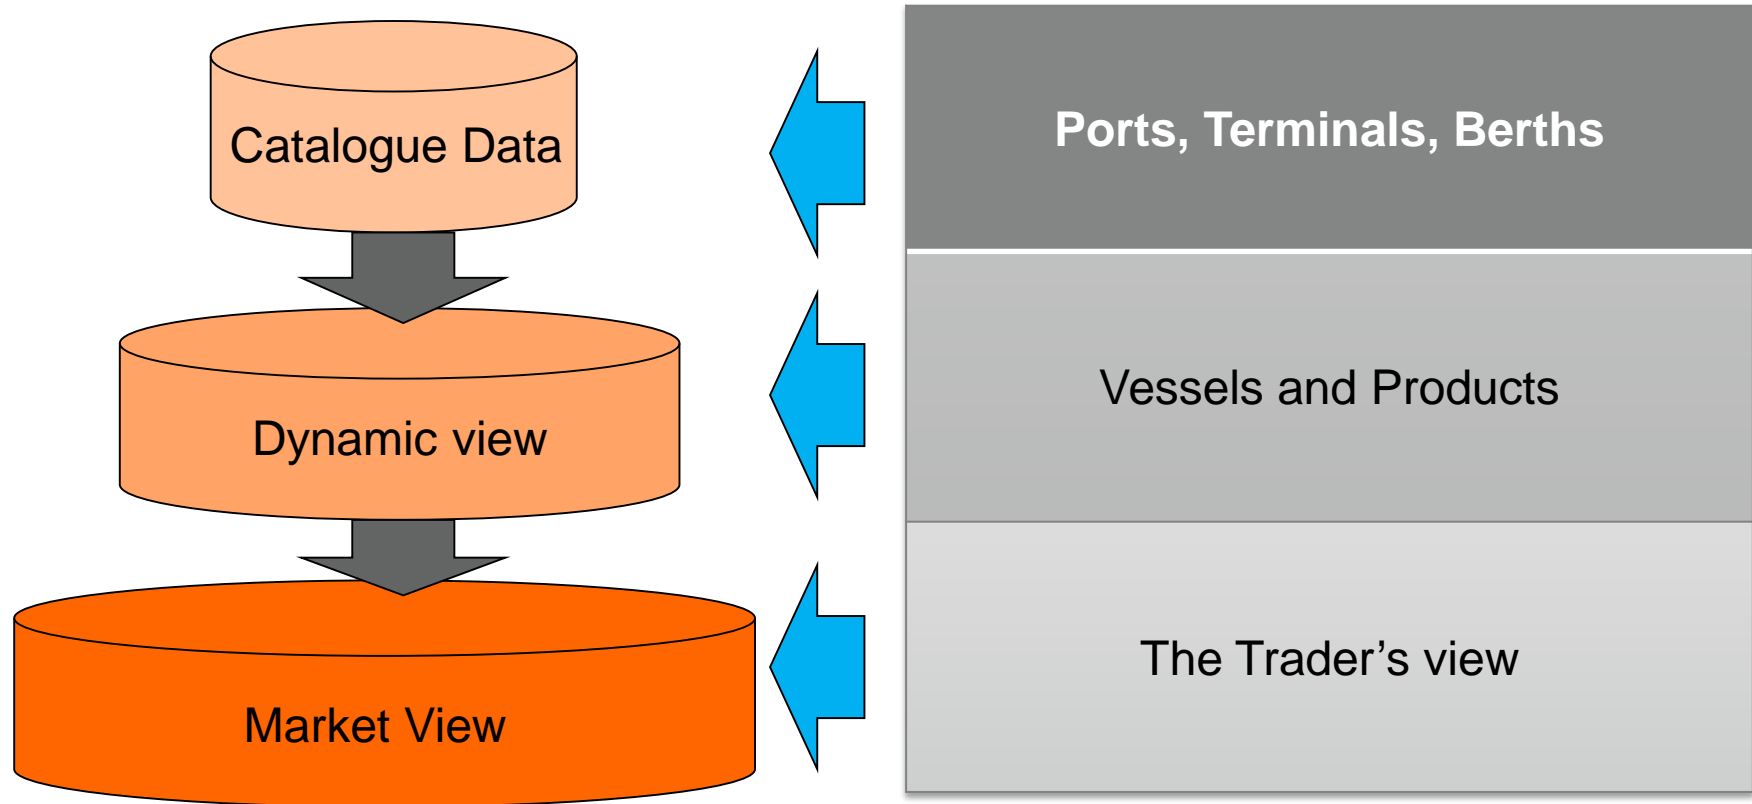 Catalogue Data
Ports, Terminals, Berths
Dynamic view
Vessels and Products
Market View
The Trader’s view